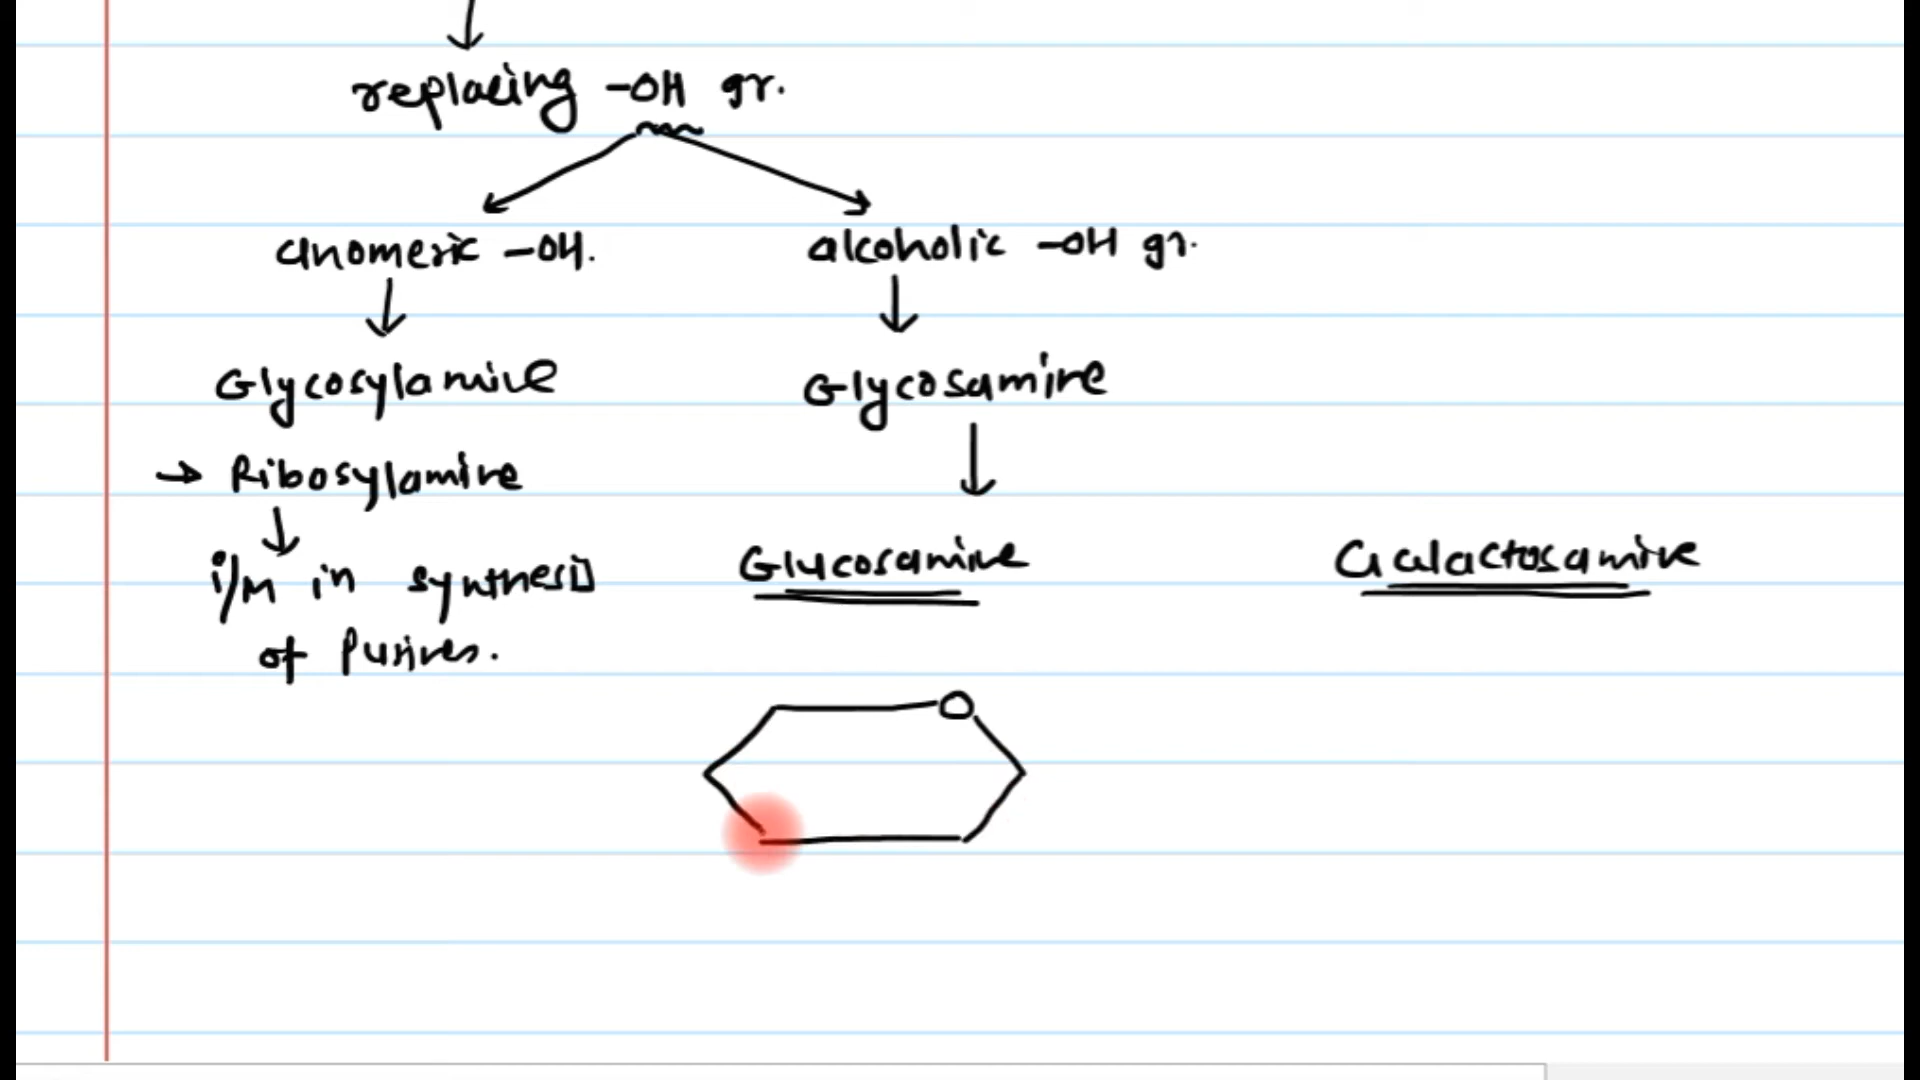 replacing -OH gr.
anomeric -OH. alcoholic -OH gr.
Glycosylamine Glycosamine
→ Ribosylamine
i/M in synthesis Glucosamine Galactosamine
of Purines.
O